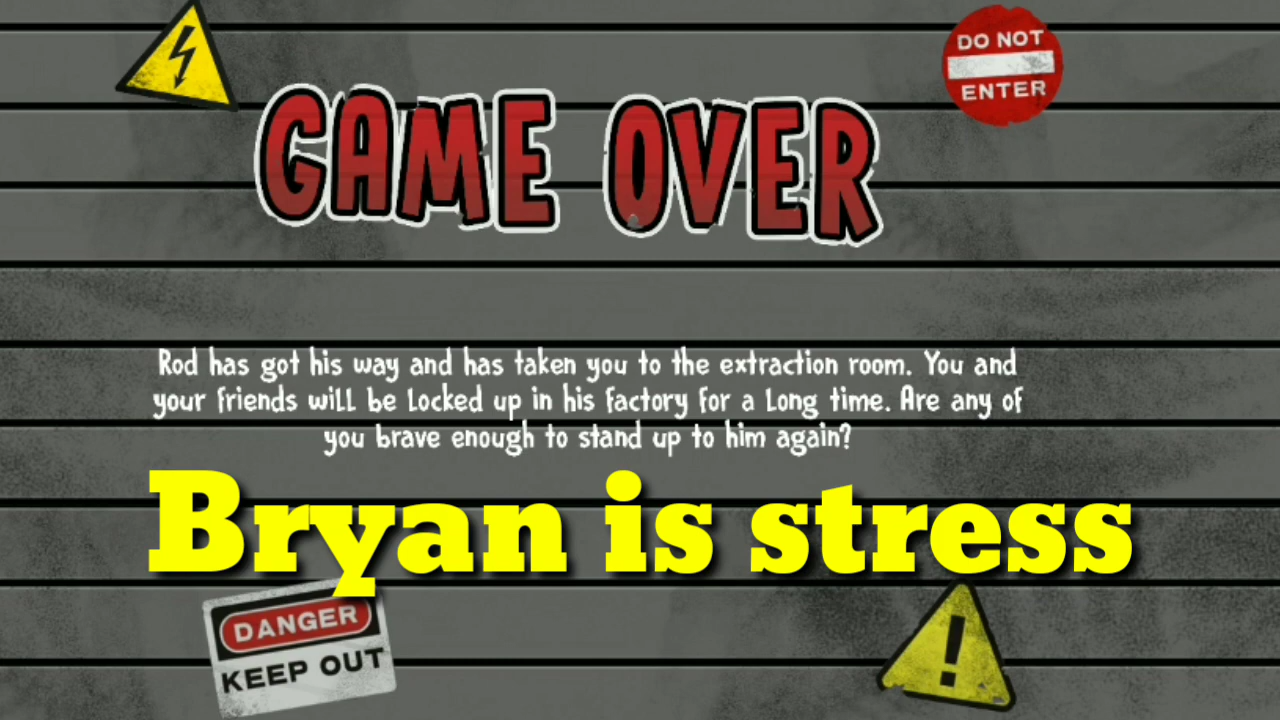 DO NOT
ENTER
GAME OVER
Rod has got his way and has taken you to the extraction room. You and
your friends will be locked up in his factory for a long time. Are any of
you brave enough to stand up to him again?
Bryan is stress
DANGER
KEEP OUT
!